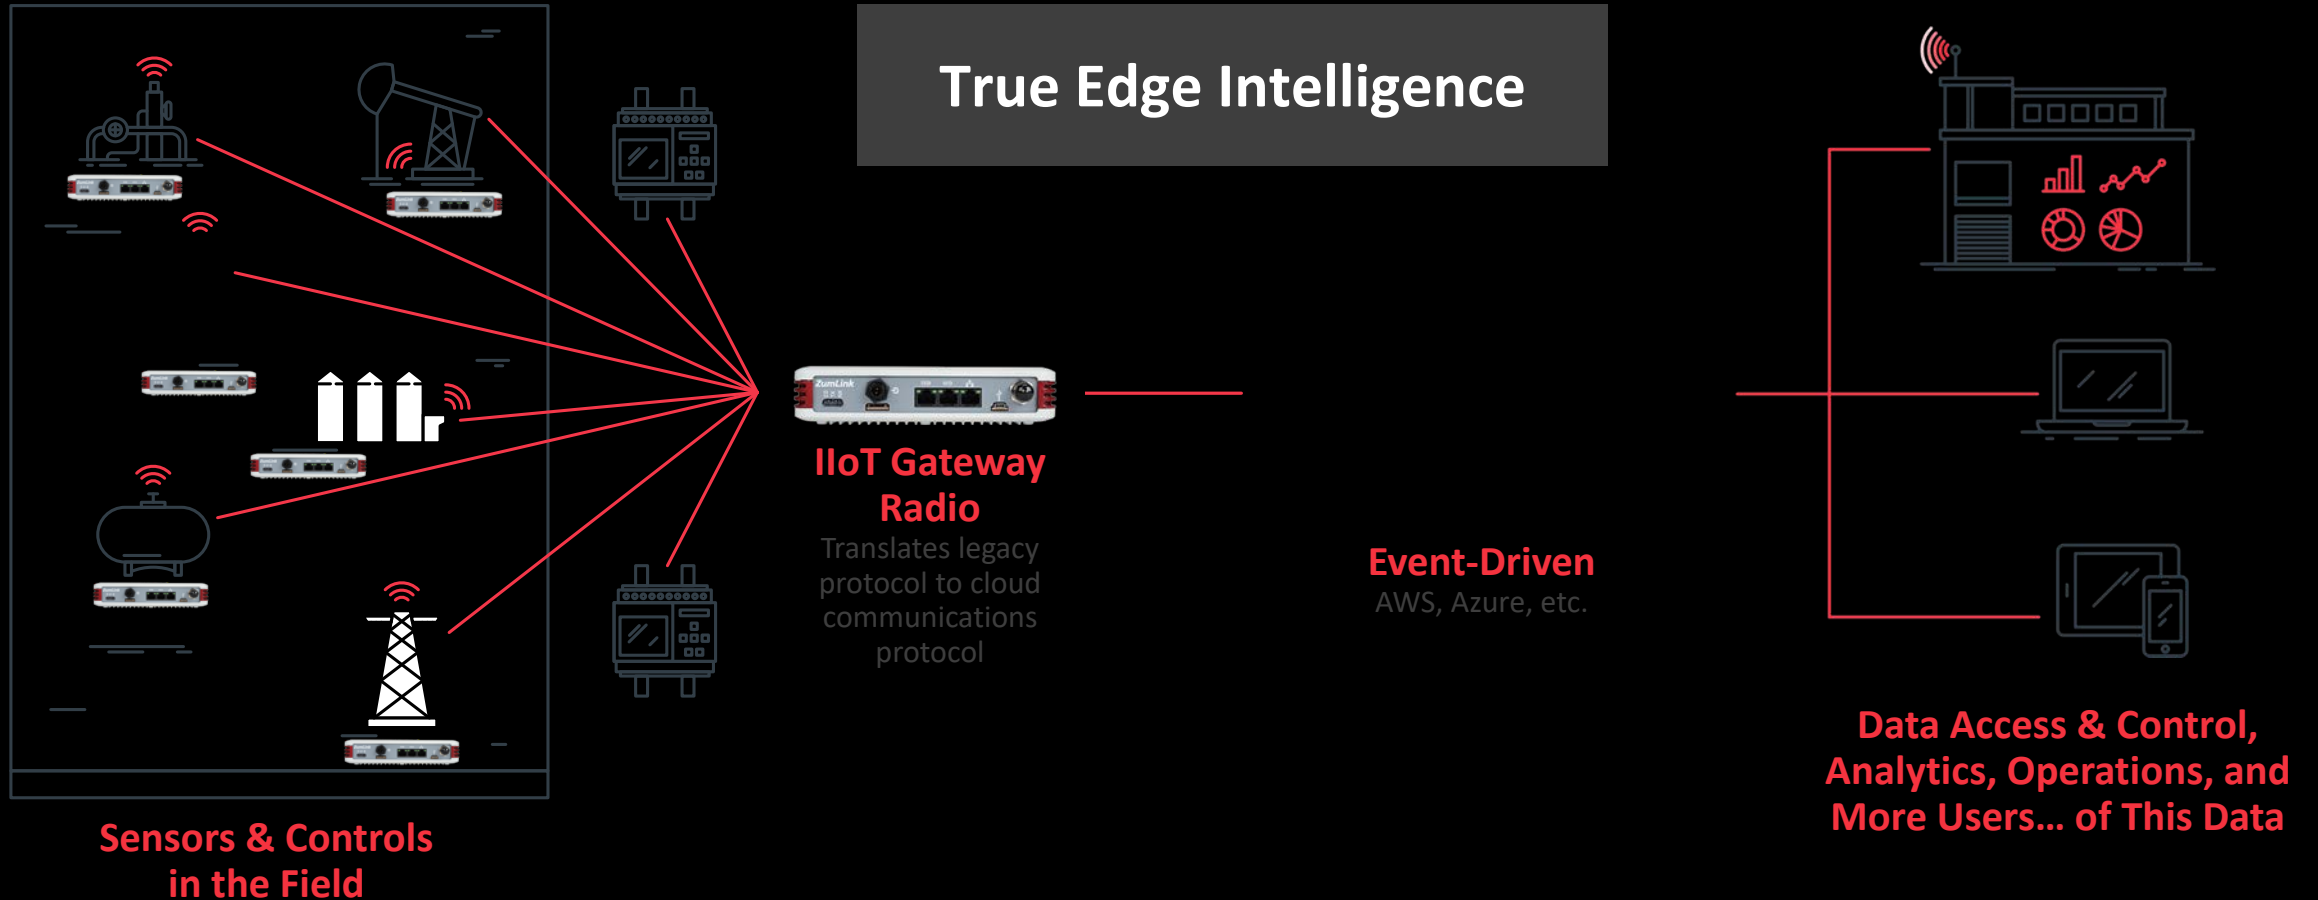 True Edge Intelligence
ZumLink
IIoT Gateway
Radio
Translates legacy
protocol to cloud
communications
protocol
Event-Driven
AWS, Azure, etc.
Data Access & Control,
Analytics, Operations, and
More Users... of This Data
Sensors & Controls
in the Field